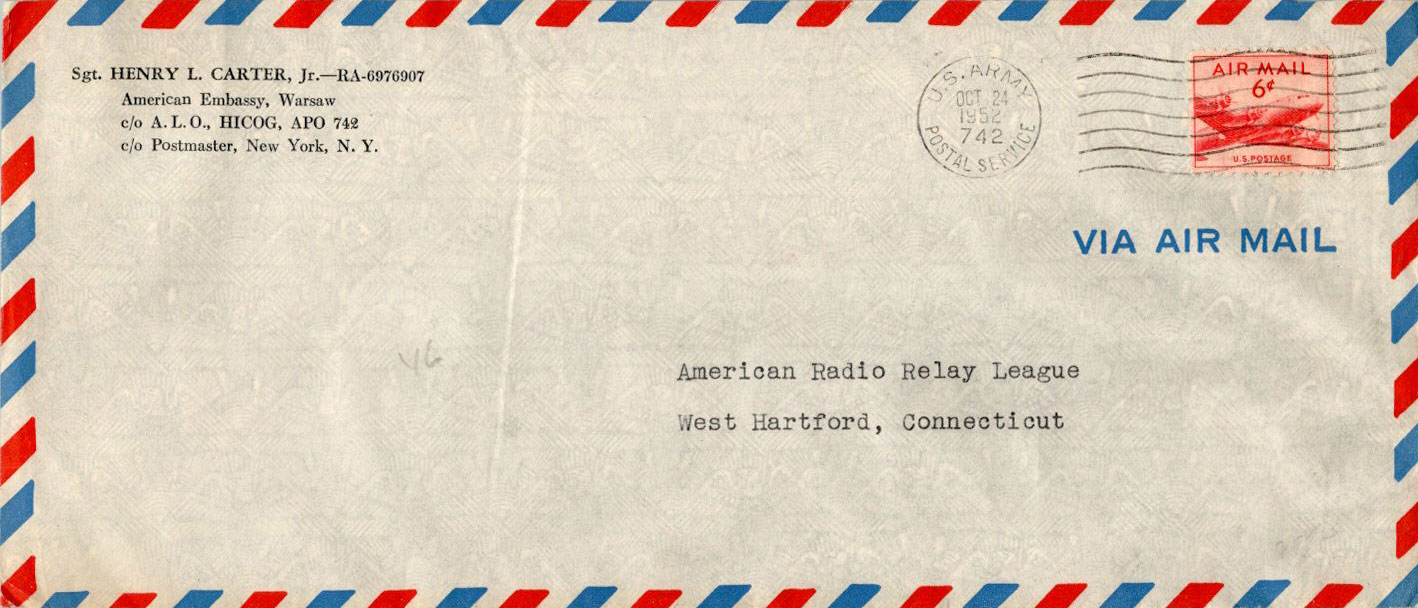 Sgt. HENRY L. CARTER, Jr.—RA-6976907
American Embassy, Warsaw
c/o A. L. O., HICOG, APO 742
c/o Postmaster, New York, N. Y.
U.S. ARMY
OCT 24
1952
742
POSTAL SERVICE
AIR MAIL
6¢
U.S. POSTAGE
VIA AIR MAIL
American Radio Relay League
West Hartford, Connecticut